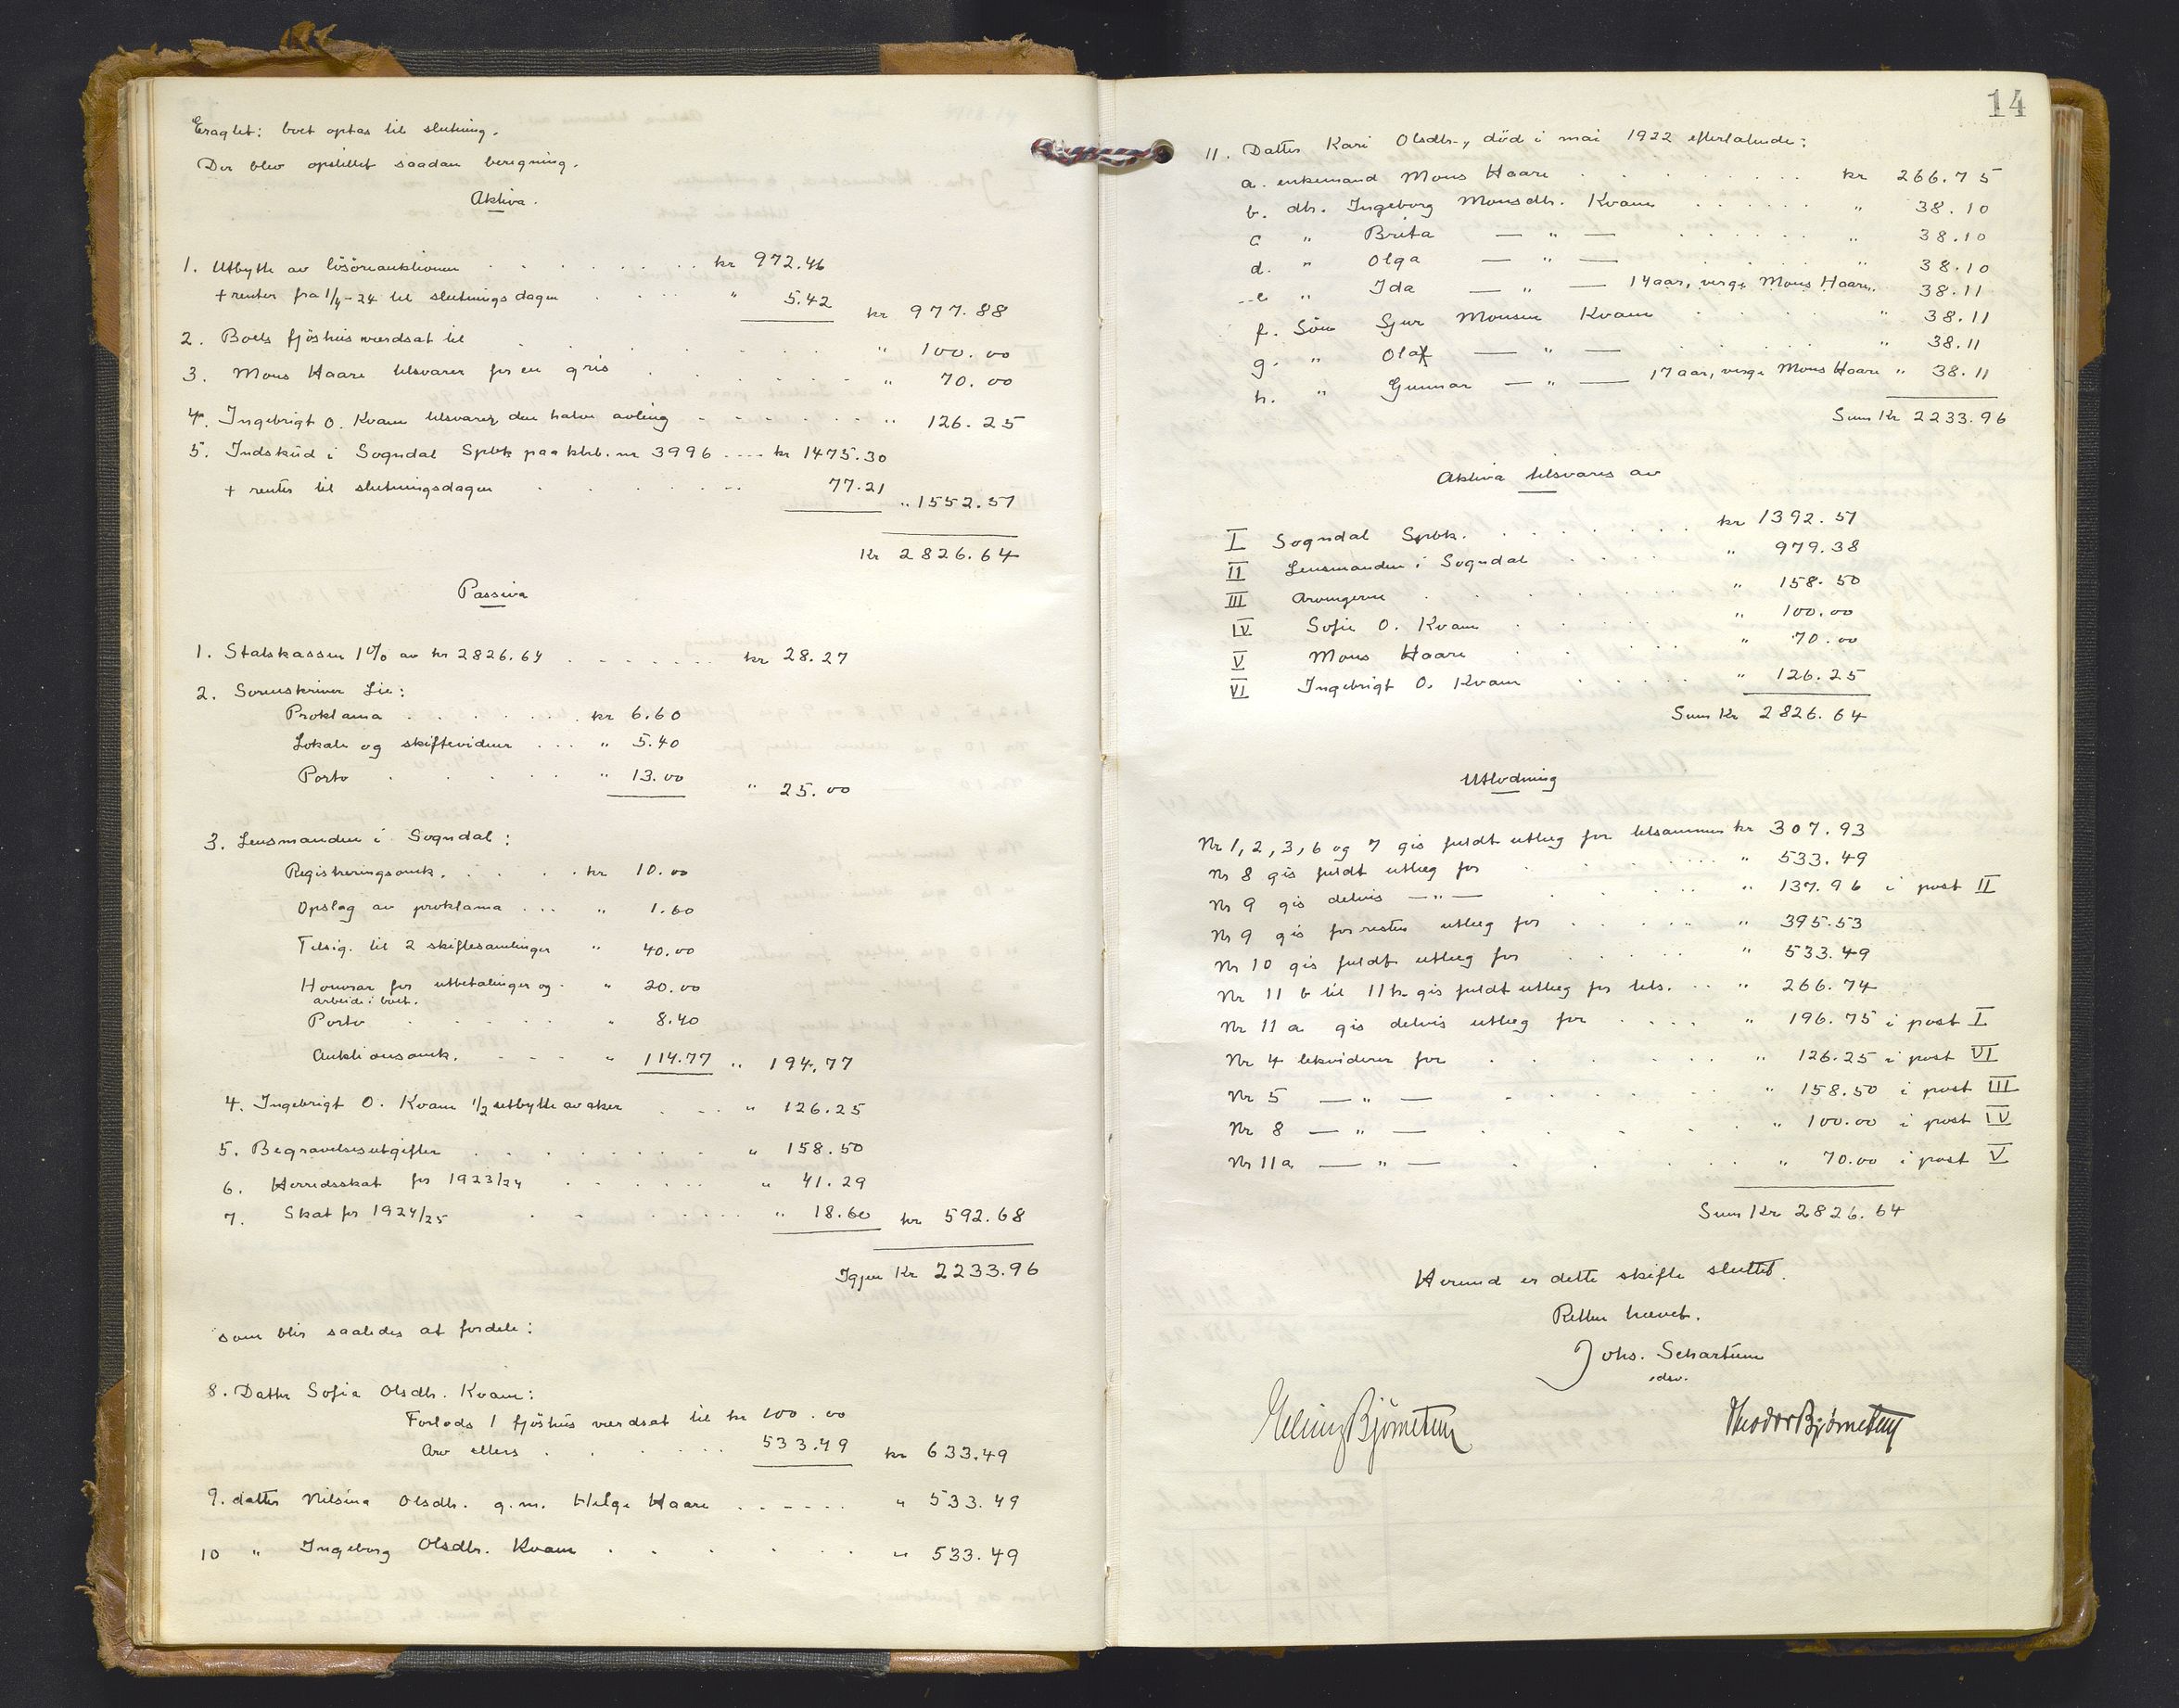 Eragtet: boet optas til slutning.
Der blev opstillet saadan beregning.
Aktiva.
1. Utbytte av lösöreauktionen . . . . . . . . kr 972.46
+ renter fra 1/4-24 til slutningsdagen . . . . " 5.42 kr 977.88
2. Boets fjöshus værdsat til . . . . . . . " 100.00
3. Mons Haare tilsvarer for en gris . . . . . . " 70.00
4. Ingebrigt O. Kvam tilsvarer den halve avling - - - - - - " 126.25
5. Indskud i Sogndal Spbk paa ktrb. nr 3996 .... kr 1475.30
+ renter til slutningsdagen . . . . . . . 77.21 " 1552.51
Kr 2826.64
Passiva
1. Statskassen 1% av kr 2826.64 . . . . . . . kr 28.27
2. Sorenskriver Lie:
Proklama . . . . . . . kr 6.60
Lokale og skiftevidner . . . " 5.40
Porto . . . . . . " 13.00 " 25.00
3. Lensmanden i Sogndal:
Registreringsomk. . . . . kr 10.00
Opslag av proklama . . . " 1.60
Tilsig. til 2 skiftesamlinger " 40.00
Honorar for utbetalinger og - " 20.00
arbeide i boet.
Porto . . . . . " 8.40
Auktionsomk. - - - - " 114.77 " 194.77
4. Ingebrigt O. Kvam 1/2 utbytte av aker . - . - " 126.25
5. Begravelsesutgifter . . . . . . . . " 158.50
6. Herredsskat for 1923/24 . . . . . . " 41.29
7. Skat for 1924/25 . . . . . . . . " 18.60 kr 592.68
Igjen Kr 2233.96
som blir saaledes at fordele:
8. Datter Sofia Olsdtr. Kvam:
Forlods 1 fjöshus værdsat til kr 100.00
Arv ellers . . . . . . . 533.49 kr 633.49
9. datter Nilsina Olsdtr. g.m. Helge Haare . . - - - . " 533.49
10 " Ingeborg Olsdtr. Kvam . . . . . . " 533.49
14
11. Datter Kari Olsdtr., död i mai 1922 efterlatende:
a. enkemand Mons Haare . . . . . . . . kr 266.75
b. dtr. Ingeborg Monsdtr. Kvam . . . . . . " 38.10
c " Brita — " — . . . . . . " 38.10
d. " Olga — " — . . . . . . " 38.10
e " Ida — " — 14 aar, verge Mons Haare. " 38.11
f. Sön Sjur Monsen Kvam . . . . . " 38.11
g. " Olaf — " — . . . . . " 38.11
h. " Gunnar — " — 17 aar, verge Mons Haare " 38.11
Sum Kr 2233.96
Aktiva tilsvares av
I Sogndal Spbk. . . . . . . . kr 1392.51
II Lensmanden i Sogndal . . . . . " 979.38
III Arvingerne . . . . . . " 158.50
IV Sofie O. Kvam . . . . . " 100.00
V Mons Haare . . . . . " 70.00
VI Ingebrigt O. Kvam . . . . . " 126.25
Sum Kr 2826.64
Utlodning
Nr 1, 2, 3, 6 og 7 gis fuldt utlæg for tilsammen kr 307.93
Nr 8 gis fuldt utlæg for . . . . . . . " 533.49
Nr 9 gis delvis — " — . . . . . " 137.96 i post II
Nr 9 gis for resten utlæg for . . . . . " 395.53
Nr 10 gis fuldt utlæg for . . . . . " 533.49
Nr 11 b til 11 h gis fuldt utlæg for tils. . . " 266.74
Nr 11 a gis delvis utlæg for . . . . " 196.75 i post I
Nr 4 likviderer for . . . . . . . " 126.25 i post VI
Nr 5 — " — . . . . . . " 158.50 i post III
Nr 8 — " — . . . . . " 100.00 i post IV
Nr 11a — " — . . . . . " 70.00 i post V
Sum Kr 2826.64
Hermed er dette skifte sluttet.
Retten hævet.
Johs. Schartum
edsv.
Elling Bjørnetun Theodor Bjørnetun